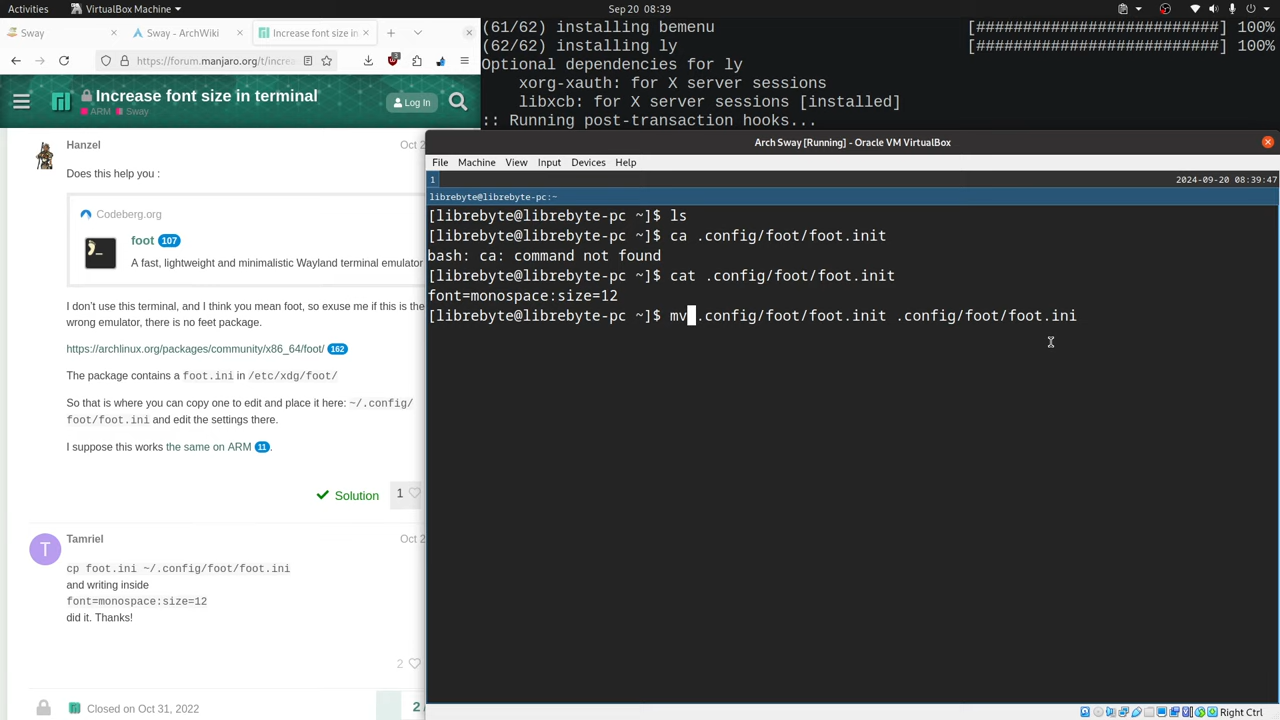 Activities VirtualBox Machine Sep 20 08:39
Sway Sway - ArchWiki Increase font size in
https://forum.manjaro.org/t/increa 3
Increase font size in terminal
ARM Sway
Log In
Hanzel Oct 2
Does this help you :
Codeberg.org
foot 107
A fast, lightweight and minimalistic Wayland terminal emulator
I don't use this terminal, and I think you mean foot, so exuse me if this is the
wrong emulator, there is no feet package.
https://archlinux.org/packages/community/x86_64/foot/ 162
The package contains a foot.ini in /etc/xdg/foot/
So that is where you can copy one to edit and place it here: ~/.config/
foot/foot.ini and edit the settings there.
I suppose this works the same on ARM 11.
Solution 1
T
Tamriel Oct 2
cp foot.ini ~/.config/foot/foot.ini
and writing inside
font=monospace:size=12
did it. Thanks!
2
Closed on Oct 31, 2022
2
(61/62) installing bemenu [###########################] 100%
(62/62) installing ly [###########################] 100%
Optional dependencies for ly
xorg-xauth: for X server sessions
libxcb: for X server sessions [installed]
:: Running post-transaction hooks...
Arch Sway [Running] - Oracle VM VirtualBox
File Machine View Input Devices Help
1 2024-09-20 08:39:47
librebyte@librebyte-pc:~
[librebyte@librebyte-pc ~]$ ls
[librebyte@librebyte-pc ~]$ ca .config/foot/foot.init
bash: ca: command not found
[librebyte@librebyte-pc ~]$ cat .config/foot/foot.init
font=monospace:size=12
[librebyte@librebyte-pc ~]$ mv .config/foot/foot.init .config/foot/foot.ini
Right Ctrl